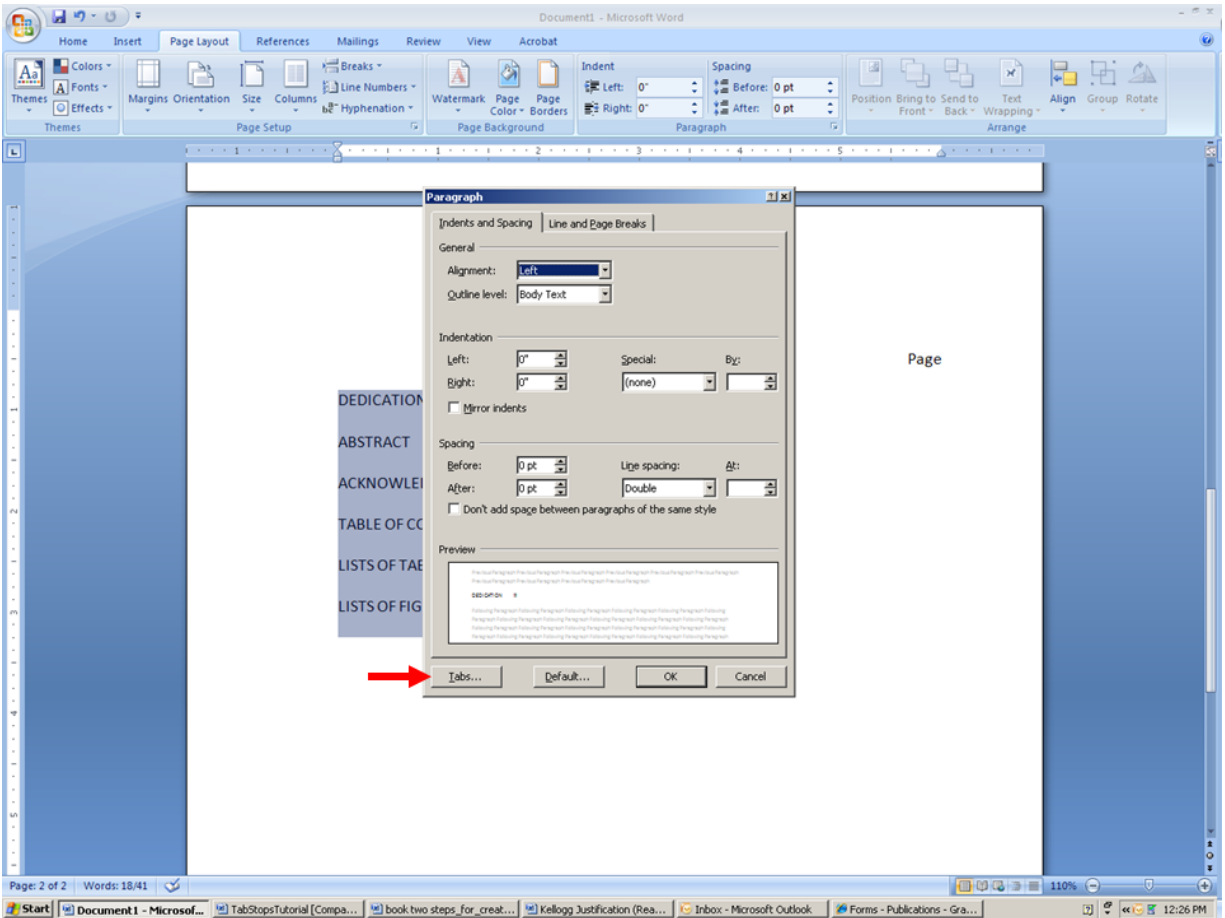 Document1 - Microsoft Word
Home Insert Page Layout References Mailings Review View Acrobat
Themes
Colors
Fonts
Effects
Themes
Margins Orientation Size Columns
Breaks
Line Numbers
Hyphenation
Page Setup
Watermark Page Color Page Borders
Page Background
Indent
Left: 0"
Right: 0"
Spacing
Before: 0 pt
After: 0 pt
Paragraph
Position Bring to Front Send to Back Text Wrapping Align Group Rotate
Arrange
Page
DEDICATION
ABSTRACT
ACKNOWLE
TABLE OF CO
LISTS OF TAB
LISTS OF FIG
Paragraph
Indents and Spacing Line and Page Breaks
General
Alignment: Left
Outline level: Body Text
Indentation
Left: 0" Special: By:
Right: 0" (none)
Mirror indents
Spacing
Before: 0 pt Line spacing: At:
After: 0 pt Double
Don't add space between paragraphs of the same style
Preview
Tabs... Default... OK Cancel
Page: 2 of 2 Words: 18/41 110%
Start Document1 - Microsof... TabStopsTutorial [Compa... book two steps_for_creat... Kellogg Justification (Rea... Inbox - Microsoft Outlook Forms - Publications - Gra... 12:26 PM